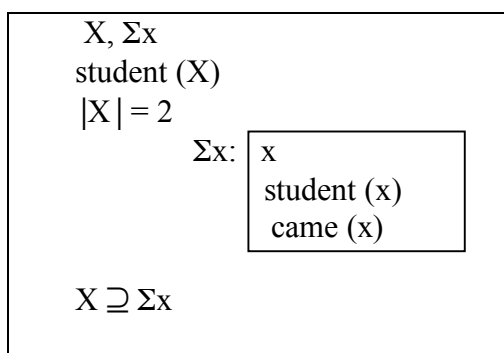 X, Σx
student (X)
|X| = 2
Σx: x
student (x)
came (x)
X ⊇ Σx